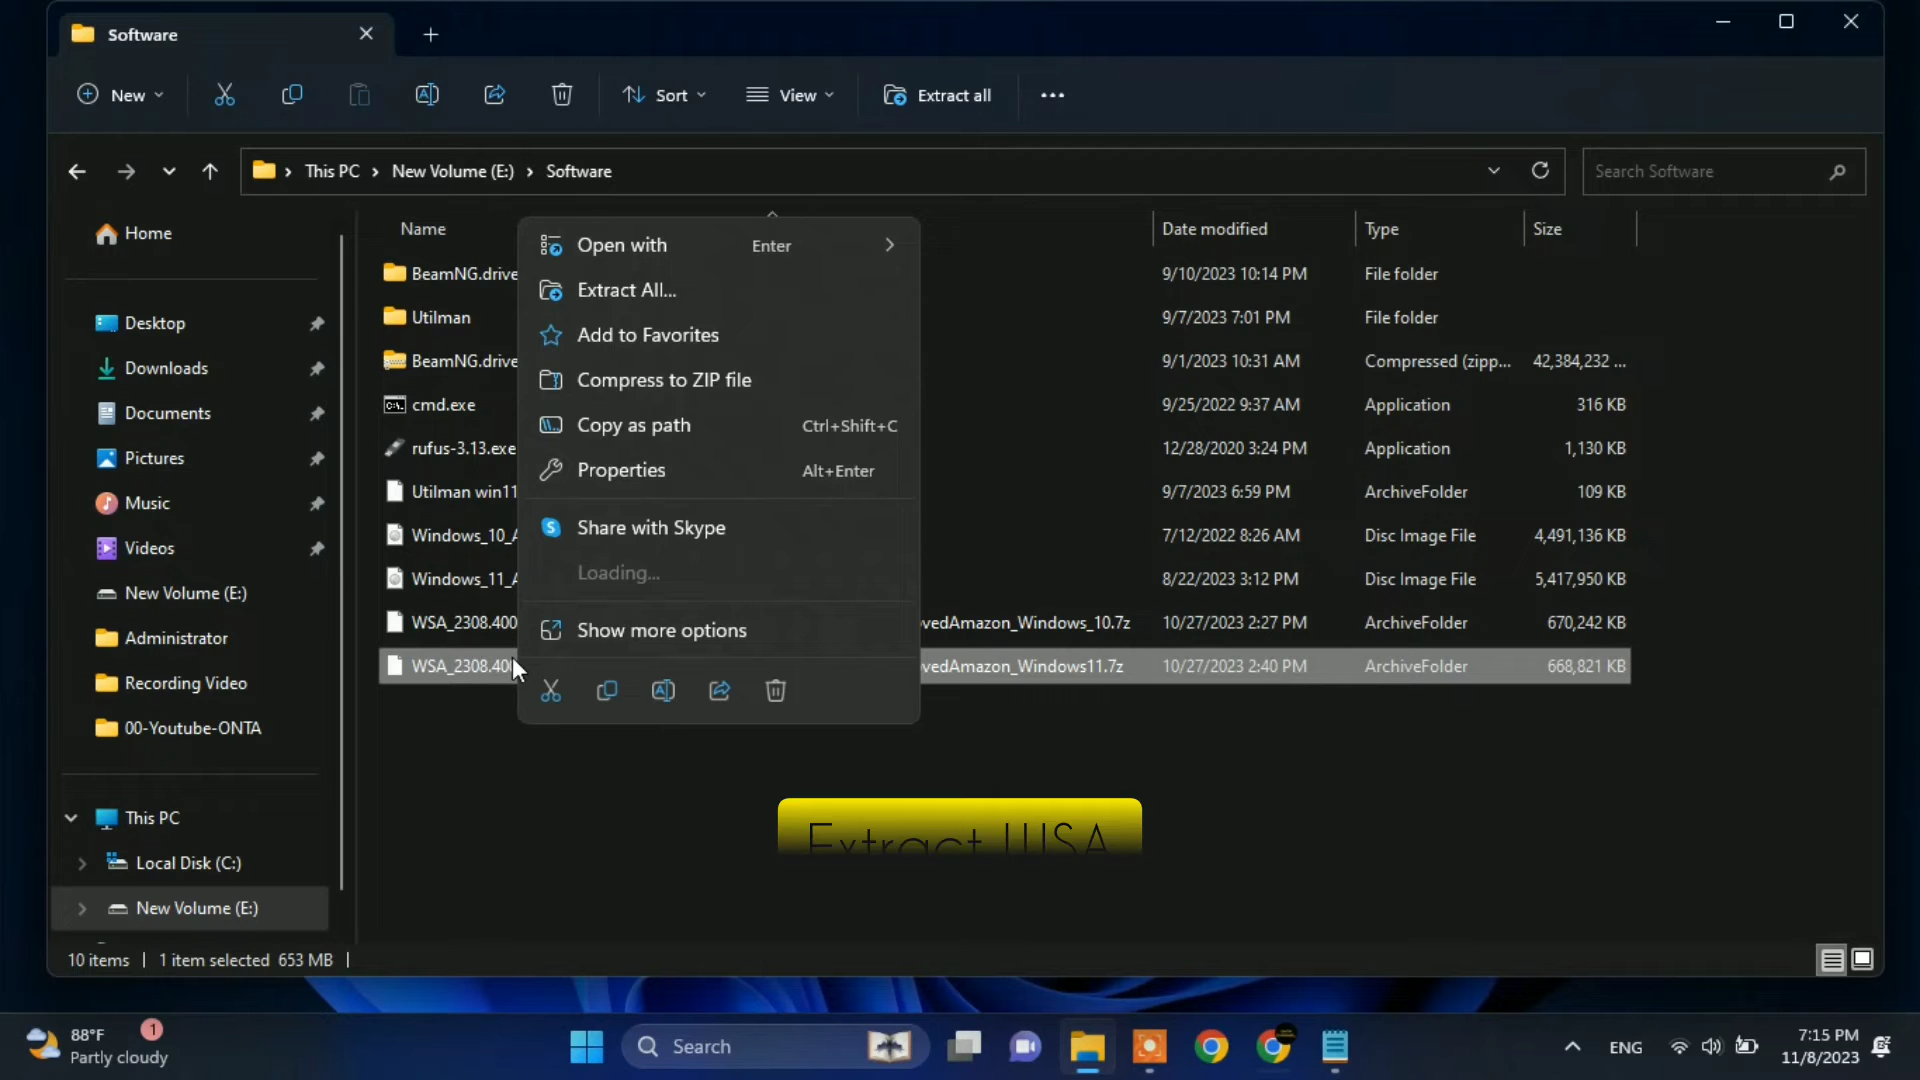 Software
New
Sort
View
Extract all
This PC
New Volume (E:)
Software
Search Software
Name
Date modified
Type
Size
Home
Desktop
Downloads
Documents
Pictures
Music
Videos
New Volume (E:)
Administrator
Recording Video
00-Youtube-ONTA
This PC
Local Disk (C:)
New Volume (E:)
BeamNG.drive 9/10/2023 10:14 PM File folder
Utilman 9/7/2023 7:01 PM File folder
BeamNG.drive 9/1/2023 10:31 AM Compressed (zipp... 42,384,232 ...
cmd.exe 9/25/2022 9:37 AM Application 316 KB
rufus-3.13.exe 12/28/2020 3:24 PM Application 1,130 KB
Utilman win11 9/7/2023 6:59 PM ArchiveFolder 109 KB
Windows_10_ 7/12/2022 8:26 AM Disc Image File 4,491,136 KB
Windows_11_ 8/22/2023 3:12 PM Disc Image File 5,417,950 KB
WSA_2308.400 vedAmazon_Windows_10.7z 10/27/2023 2:27 PM ArchiveFolder 670,242 KB
WSA_2308.40 vedAmazon_Windows11.7z 10/27/2023 2:40 PM ArchiveFolder 668,821 KB
Open with Enter
Extract All...
Add to Favorites
Compress to ZIP file
Copy as path Ctrl+Shift+C
Properties Alt+Enter
Share with Skype
Loading...
Show more options
Extract WSA
10 items 1 item selected 653 MB
88°F
1
Partly cloudy
Search
ENG
7:15 PM
11/8/2023